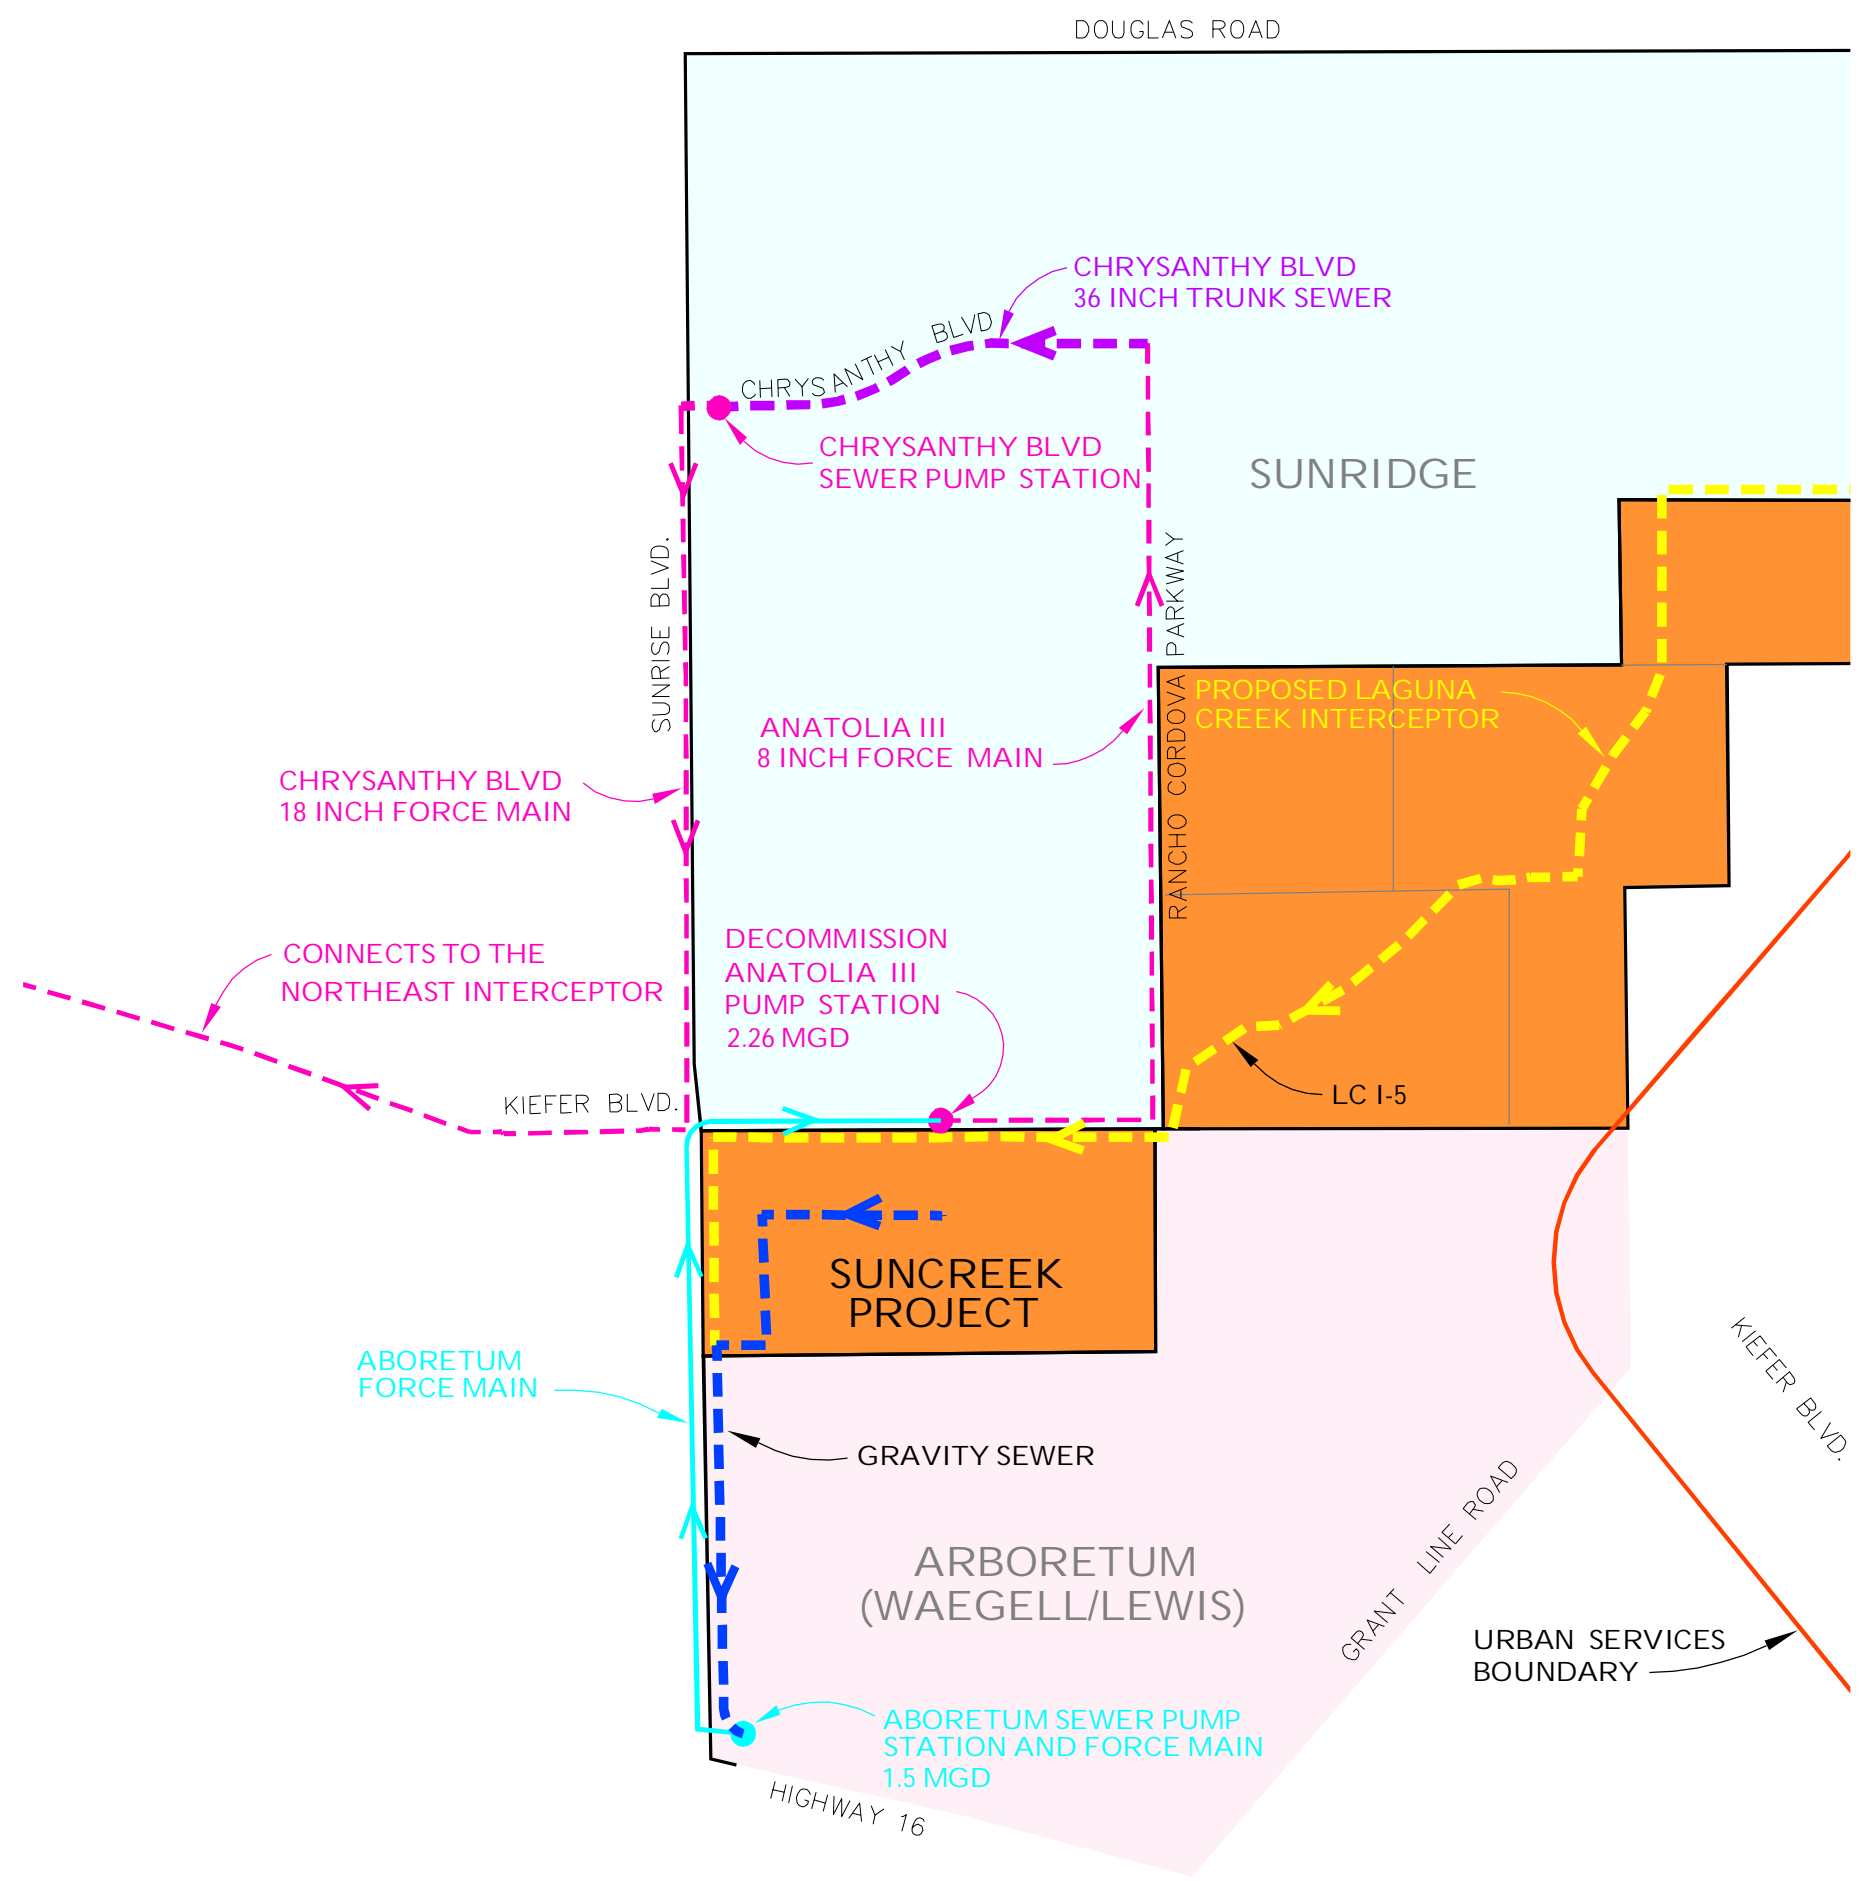 DOUGLAS ROAD
CHRYSANTHY BLVD
36 INCH TRUNK SEWER
CHRYSANTHY BLVD
CHRYSANTHY BLVD
SEWER PUMP STATION
SUNRIDGE
SUNRISE BLVD.
RANCHO CORDOVA PARKWAY
PROPOSED LAGUNA
CREEK INTERCEPTOR
ANATOLIA III
8 INCH FORCE MAIN
CHRYSANTHY BLVD
18 INCH FORCE MAIN
CONNECTS TO THE
NORTHEAST INTERCEPTOR
DECOMMISSION
ANATOLIA III
PUMP STATION
2.26 MGD
LC I-5
KIEFER BLVD.
SUNCREEK
PROJECT
ABORETUM
FORCE MAIN
KIEFER BLVD.
GRAVITY SEWER
GRANT LINE ROAD
ARBORETUM
(WAEGELL/LEWIS)
URBAN SERVICES
BOUNDARY
ABORETUM SEWER PUMP
STATION AND FORCE MAIN
1.5 MGD
HIGHWAY 16